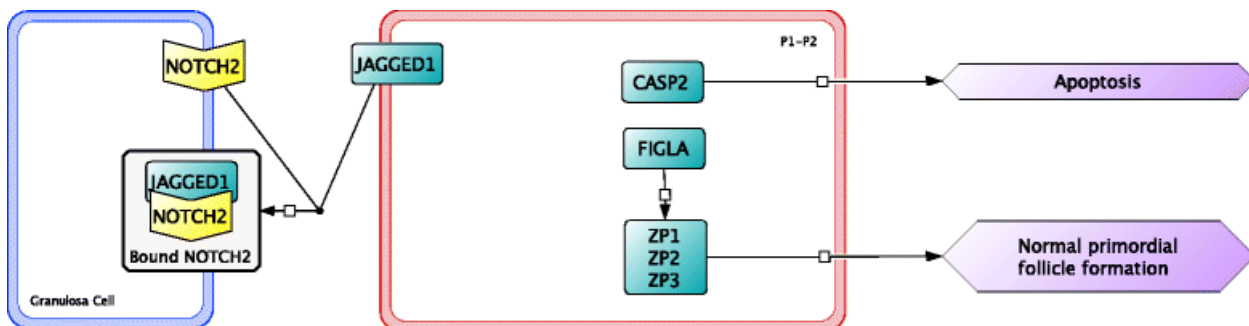 P1-P2
NOTCH2
JAGGED1
CASP2
Apoptosis
FIGLA
JAGGED1
NOTCH2
Bound NOTCH2
ZP1
ZP2
ZP3
Normal primordial
follicle formation
Granulosa Cell